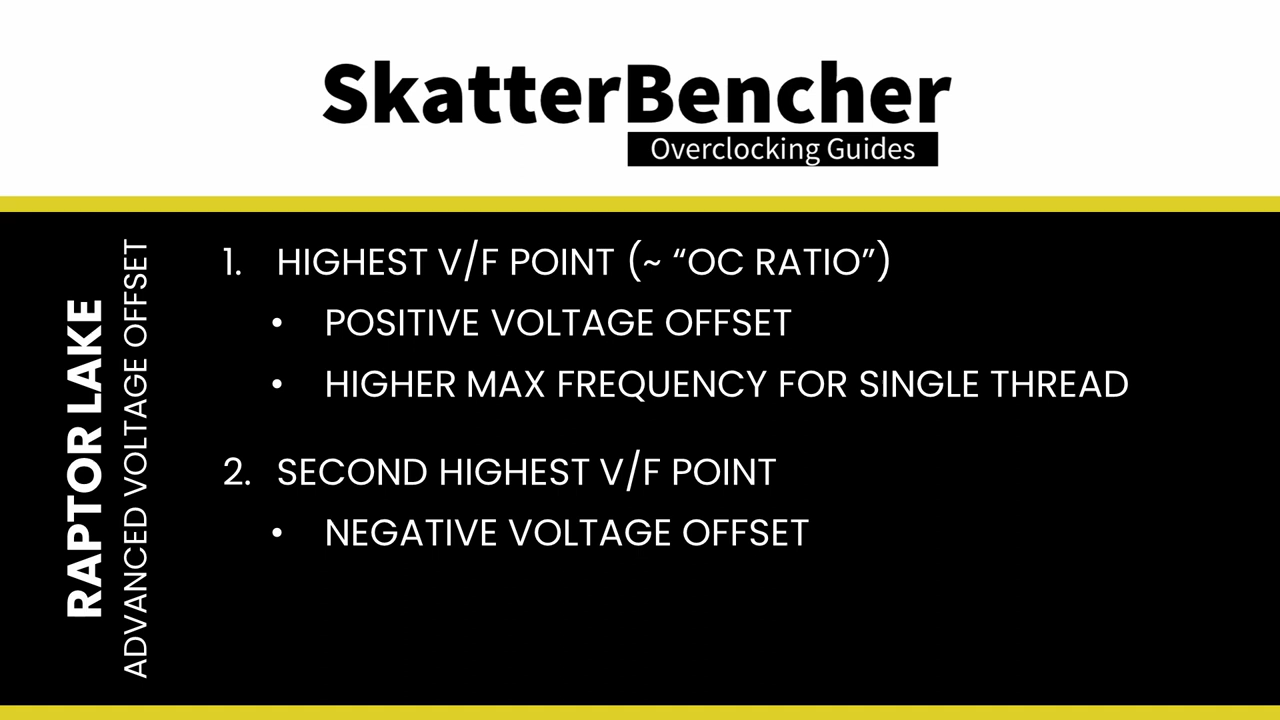 SkatterBencher
Overclocking Guides
RAPTOR LAKE
ADVANCED VOLTAGE OFFSET
1. HIGHEST V/F POINT (~ “OC RATIO”)
• POSITIVE VOLTAGE OFFSET
• HIGHER MAX FREQUENCY FOR SINGLE THREAD
2. SECOND HIGHEST V/F POINT
• NEGATIVE VOLTAGE OFFSET